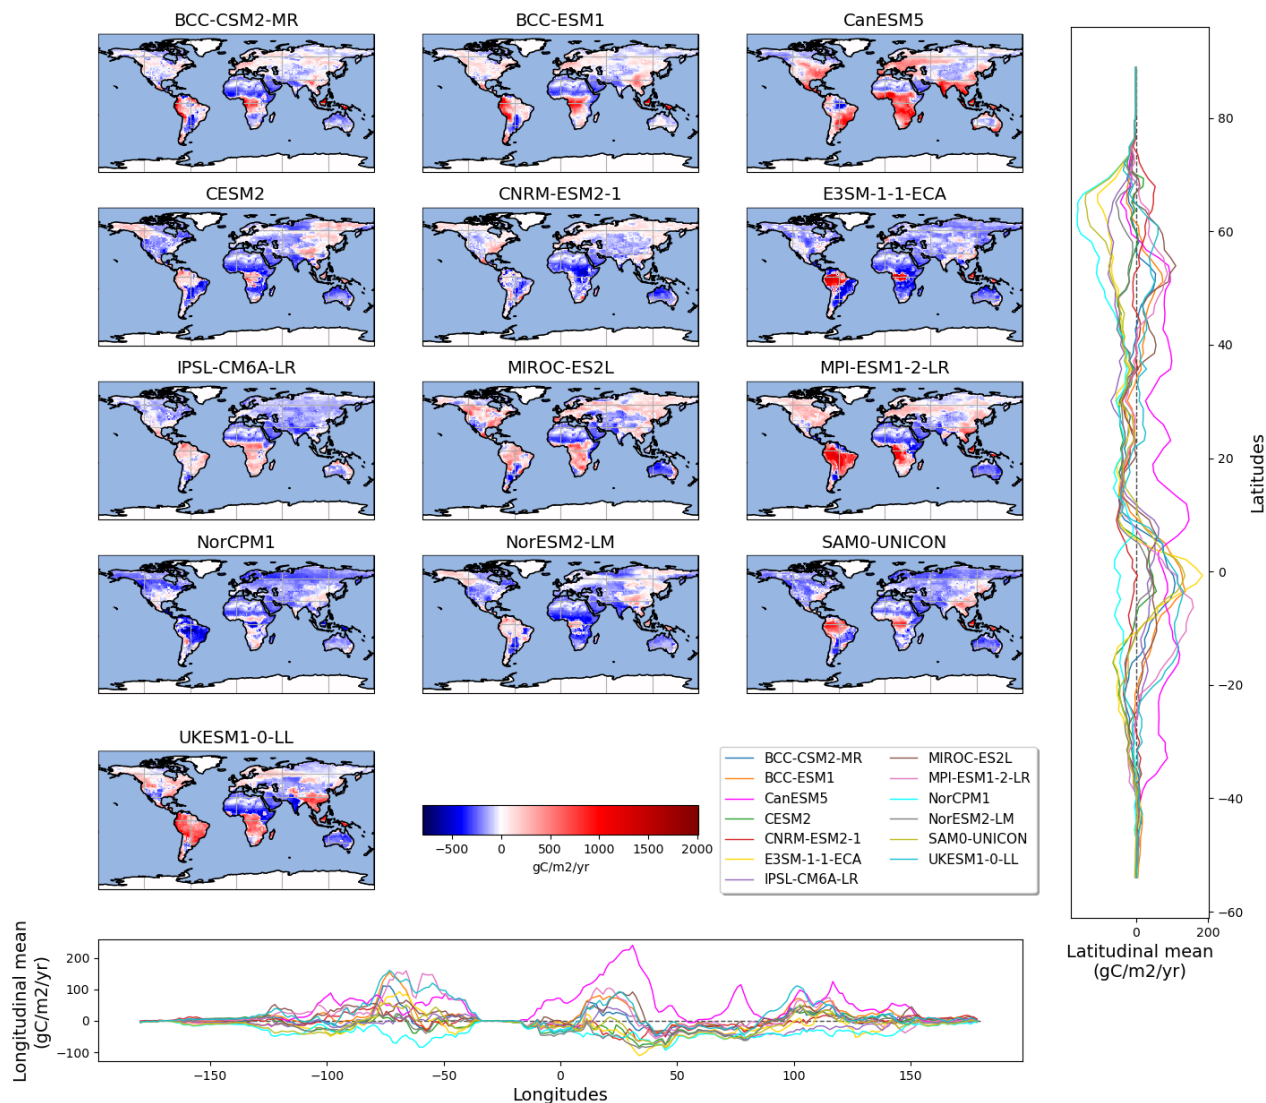 BCC-CSM2-MR
BCC-ESM1
CanESM5
CESM2
CNRM-ESM2-1
E3SM-1-1-ECA
IPSL-CM6A-LR
MIROC-ES2L
MPI-ESM1-2-LR
NorCPM1
NorESM2-LM
SAM0-UNICON
UKESM1-0-LL
−500 0 500 1000 1500 2000
gC/m2/yr
BCC-CSM2-MR
BCC-ESM1
CanESM5
CESM2
CNRM-ESM2-1
E3SM-1-1-ECA
IPSL-CM6A-LR
MIROC-ES2L
MPI-ESM1-2-LR
NorCPM1
NorESM2-LM
SAM0-UNICON
UKESM1-0-LL
80
60
40
20
0
−20
−40
−60
Latitudes
0 200
Latitudinal mean
(gC/m2/yr)
Longitudinal mean
(gC/m2/yr)
200
100
0
−100
−150 −100 −50 0 50 100 150
Longitudes